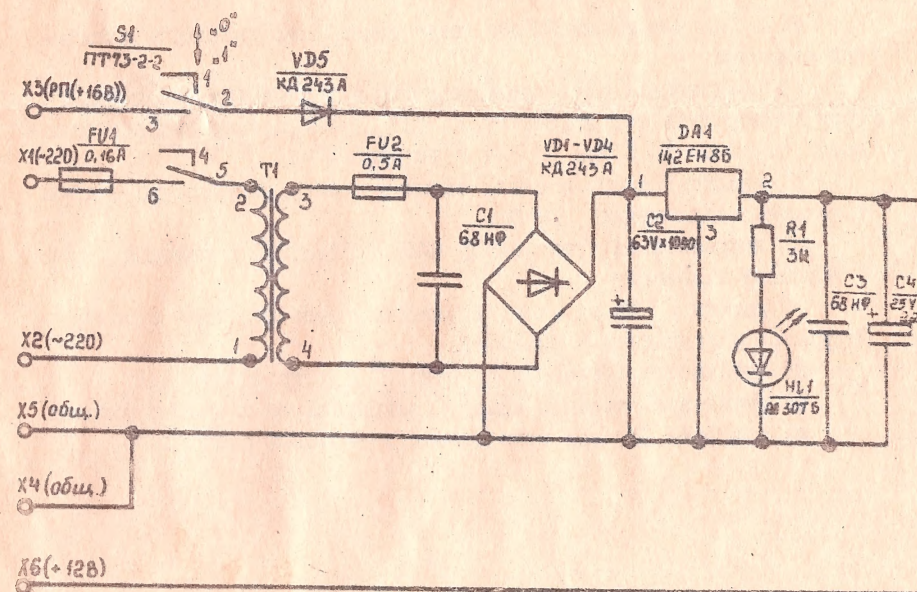 "0"
S1
"1"
ПТ73-2-2
VD5
КД243А
X3(РП(+16В))
1
2
3
FU1
0,16А
X1(~220)
4
5
6
T1
FU2
0,5А
VD1-VD4
КД243А
DA1
142ЕН8Б
2
3
1
2
C1
68НФ
C2
63V×1000
3
R1
3К
C3
68НФ
C4
25V
X2(~220)
1
4
HL1
X5(общ.)
X4(общ.)
X6(+12В)